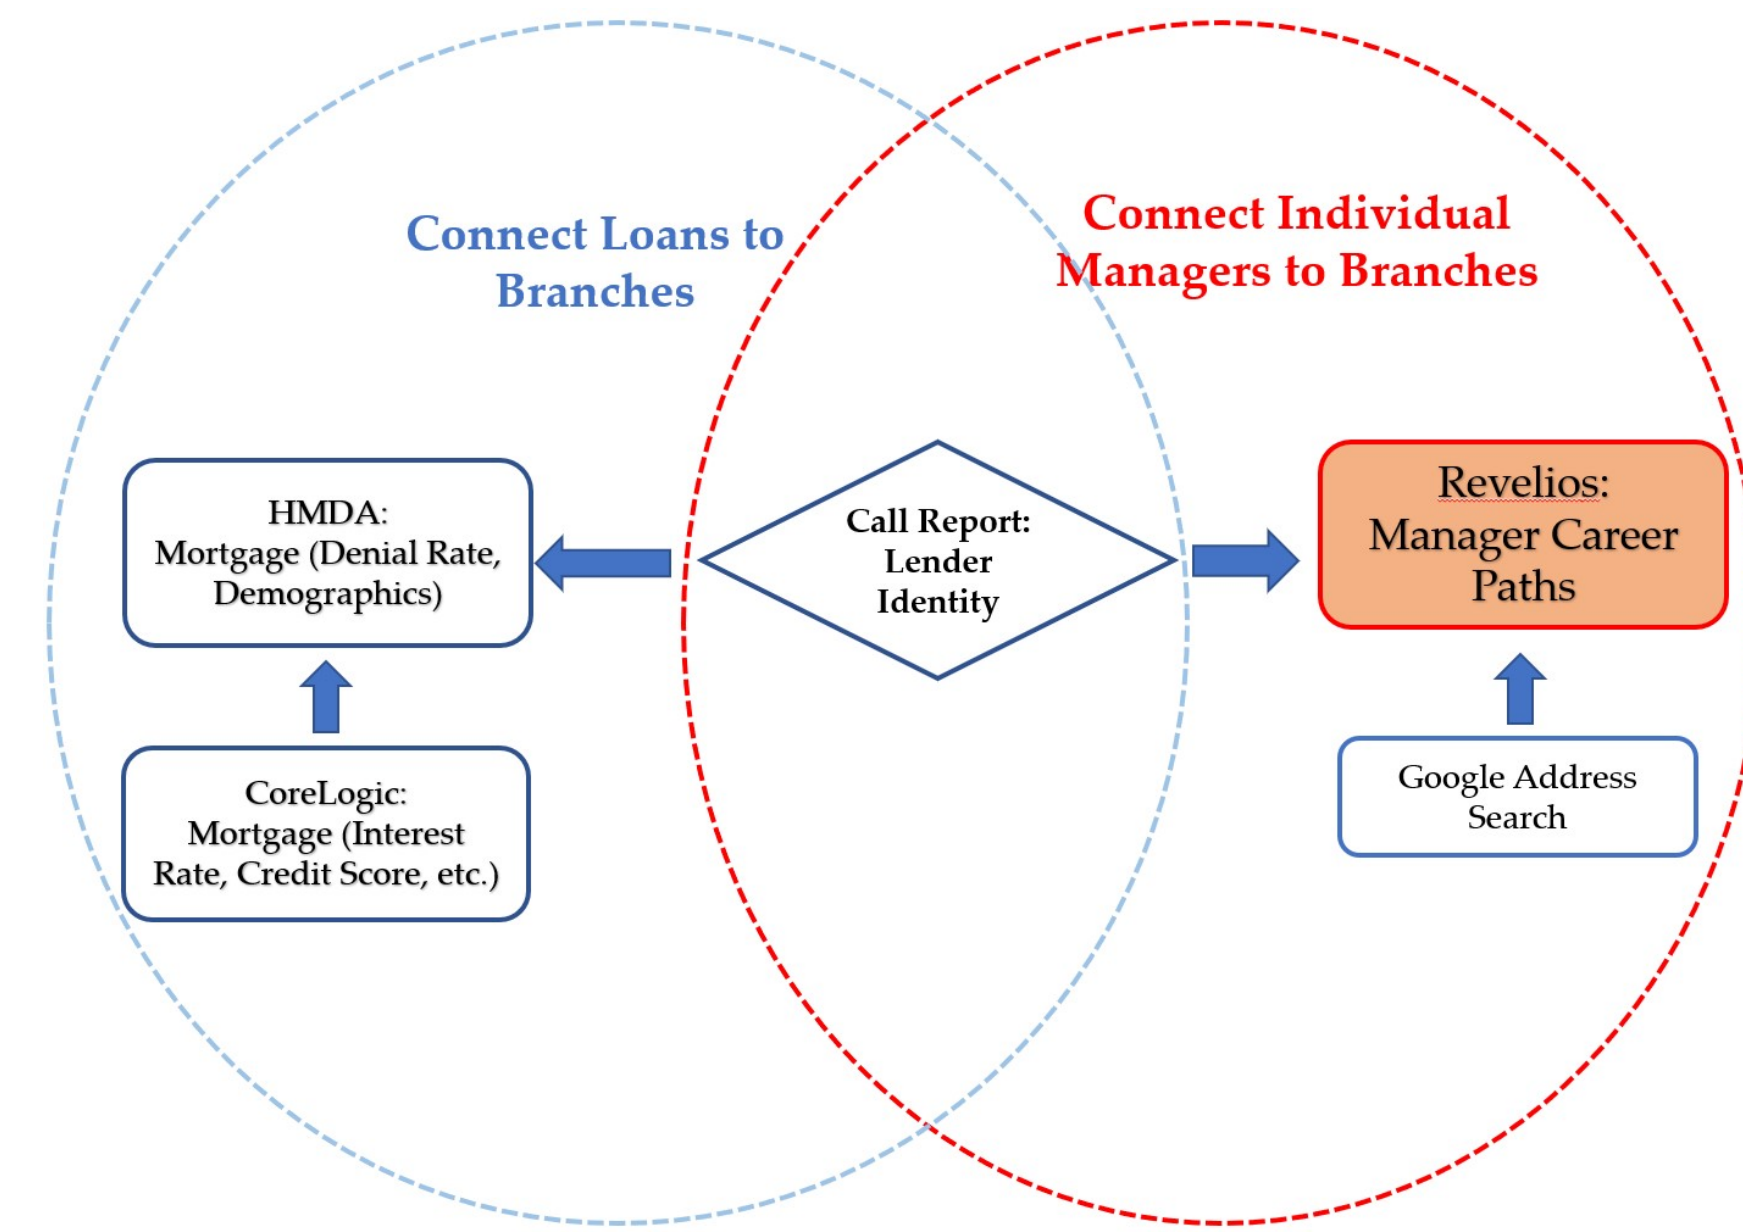 Connect Loans to
Branches
Connect Individual
Managers to Branches
HMDA:
Mortgage (Denial Rate,
Demographics)
Call Report:
Lender
Identity
Revelios:
Manager Career
Paths
CoreLogic:
Mortgage (Interest
Rate, Credit Score, etc.)
Google Address
Search